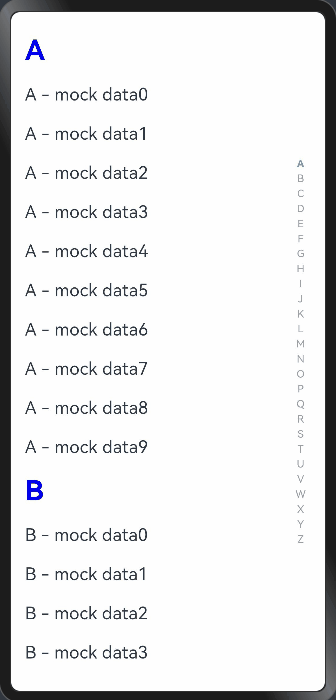 A
A - mock data0
A - mock data1
A - mock data2
A - mock data3
A - mock data4
A - mock data5
A - mock data6
A - mock data7
A - mock data8
A - mock data9
B
B - mock data0
B - mock data1
B - mock data2
B - mock data3
A
B
C
D
E
F
G
H
I
J
K
L
M
N
O
P
Q
R
S
T
U
V
W
X
Y
Z